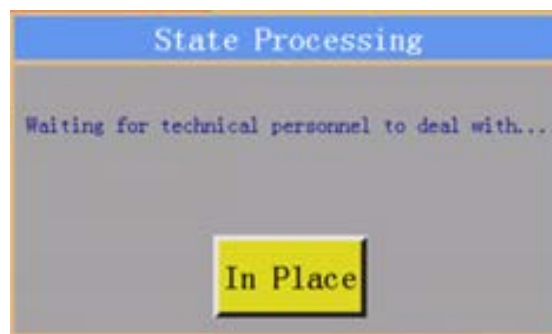 State Processing
Waiting for technical personnel to deal with...
In Place